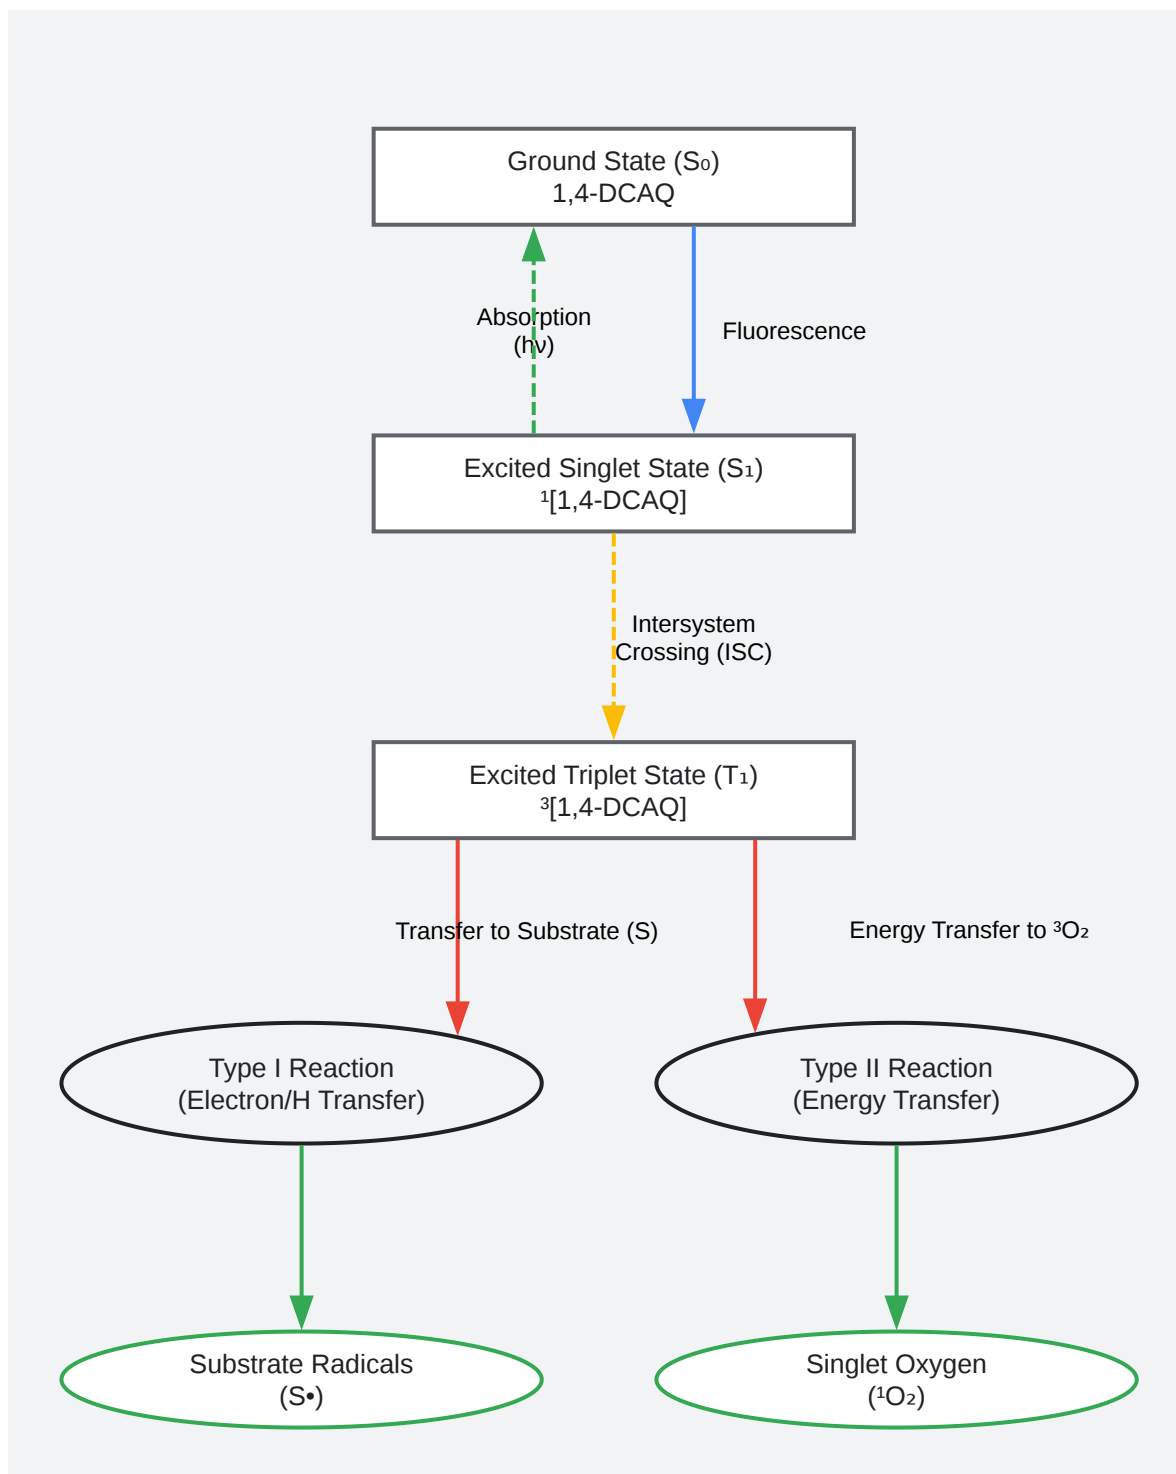 Ground State (S₀)
1,4-DCAQ
Absorption
(hν)
Fluorescence
Excited Singlet State (S₁)
¹[1,4-DCAQ]
Intersystem
Crossing (ISC)
Excited Triplet State (T₁)
³[1,4-DCAQ]
Transfer to Substrate (S)
Energy Transfer to ³O₂
Type I Reaction
(Electron/H Transfer)
Type II Reaction
(Energy Transfer)
Substrate Radicals
(S•)
Singlet Oxygen
(¹O₂)